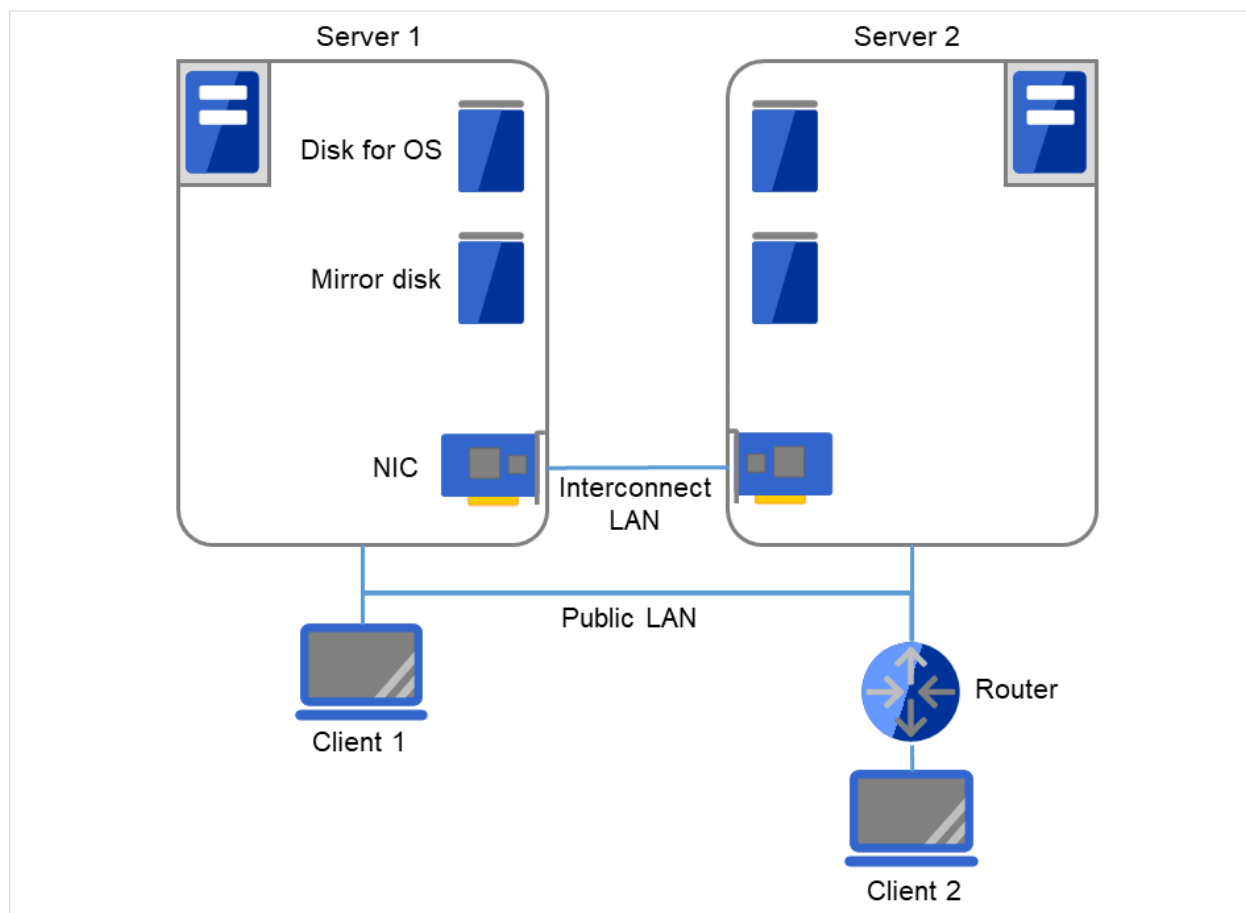 Server 1
Server 2
Disk for OS
Mirror disk
NIC
Interconnect
LAN
Public LAN
Router
Client 1
Client 2